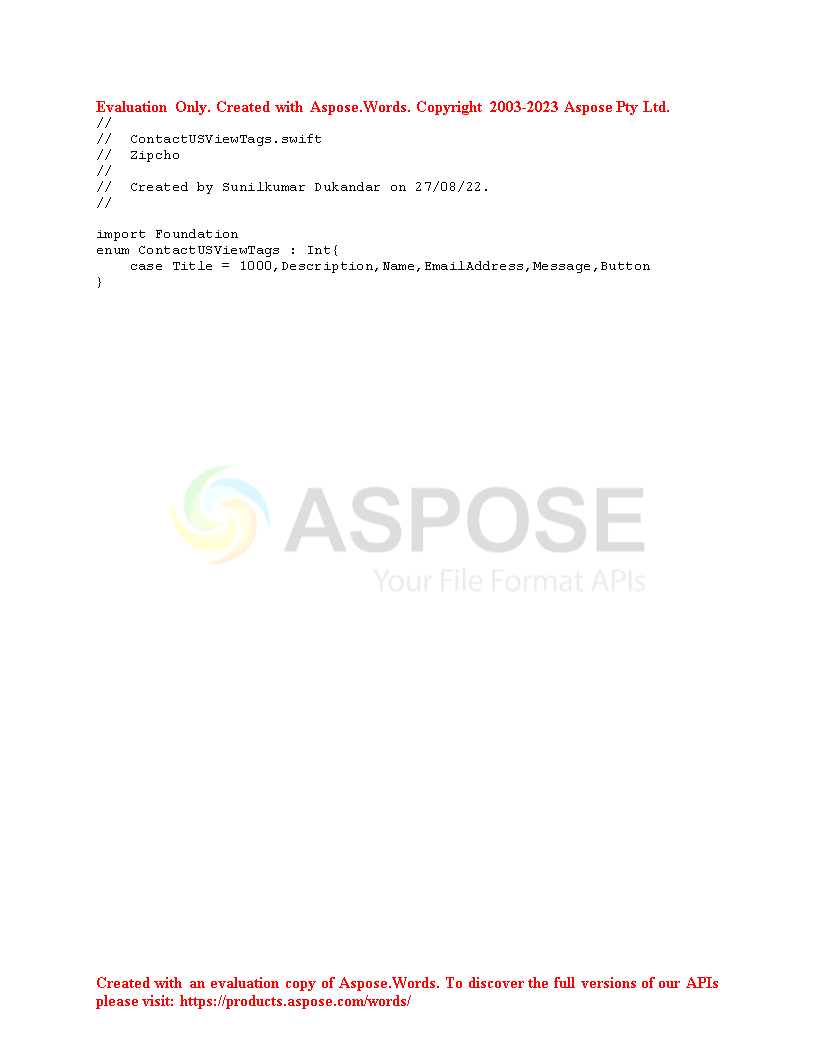 Evaluation Only. Created with Aspose.Words. Copyright 2003-2023 Aspose Pty Ltd.
//
//  ContactUSViewTags.swift
//  Zipcho
//
//  Created by Sunilkumar Dukandar on 27/08/22.
//

import Foundation
enum ContactUSViewTags : Int{
    case Title = 1000,Description,Name,EmailAddress,Message,Button
}
ASPOSE
Your File Format APIs
Created with an evaluation copy of Aspose.Words. To discover the full versions of our APIs
please visit: https://products.aspose.com/words/